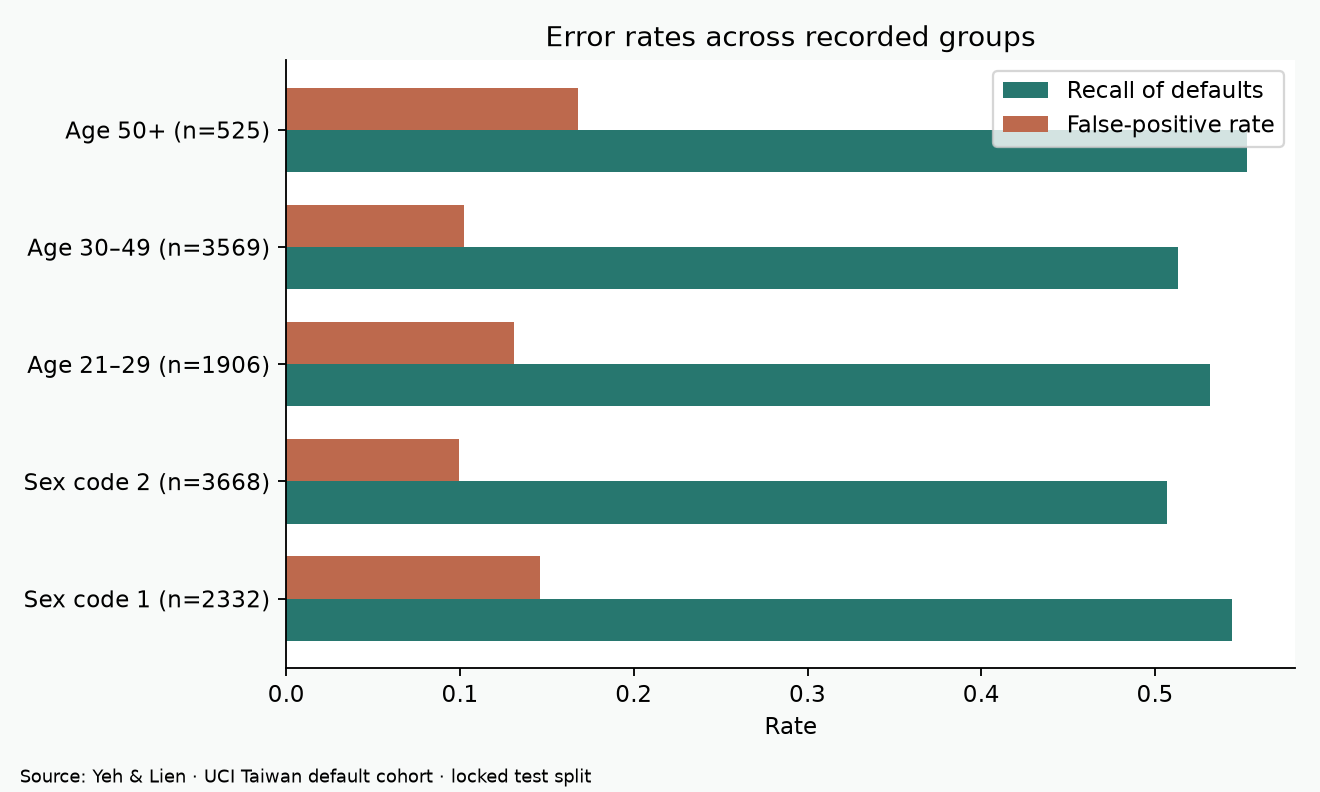 Error rates across recorded groups
Recall of defaults
False-positive rate
Age 50+ (n=525)
Age 30–49 (n=3569)
Age 21–29 (n=1906)
Sex code 2 (n=3668)
Sex code 1 (n=2332)
0.0 0.1 0.2 0.3 0.4 0.5
Rate
Source: Yeh & Lien · UCI Taiwan default cohort · locked test split